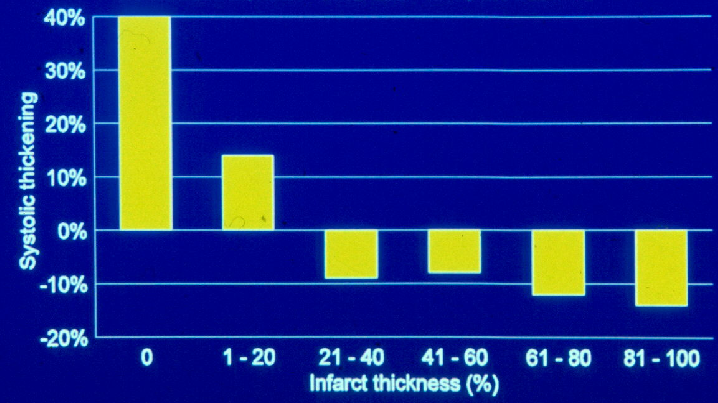 40%
30%
20%
10%
0%
-10%
-20%
Systolic thickening
0
1 - 20
21 - 40
41 - 60
61 - 80
81 - 100
Infarct thickness (%)